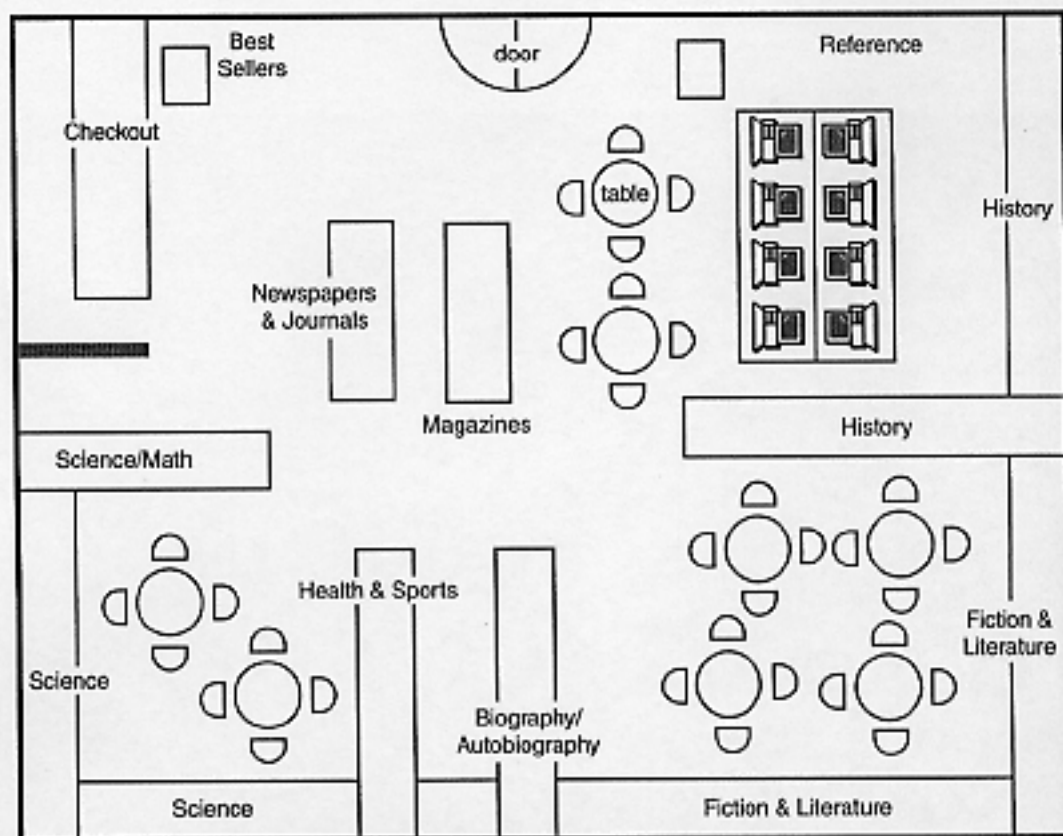 Best
Sellers
door
Reference
Checkout
table
History
Newspapers
& Journals
Magazines
History
Science/Math
Health & Sports
Fiction &
Literature
Science
Biography/
Autobiography
Science
Fiction & Literature